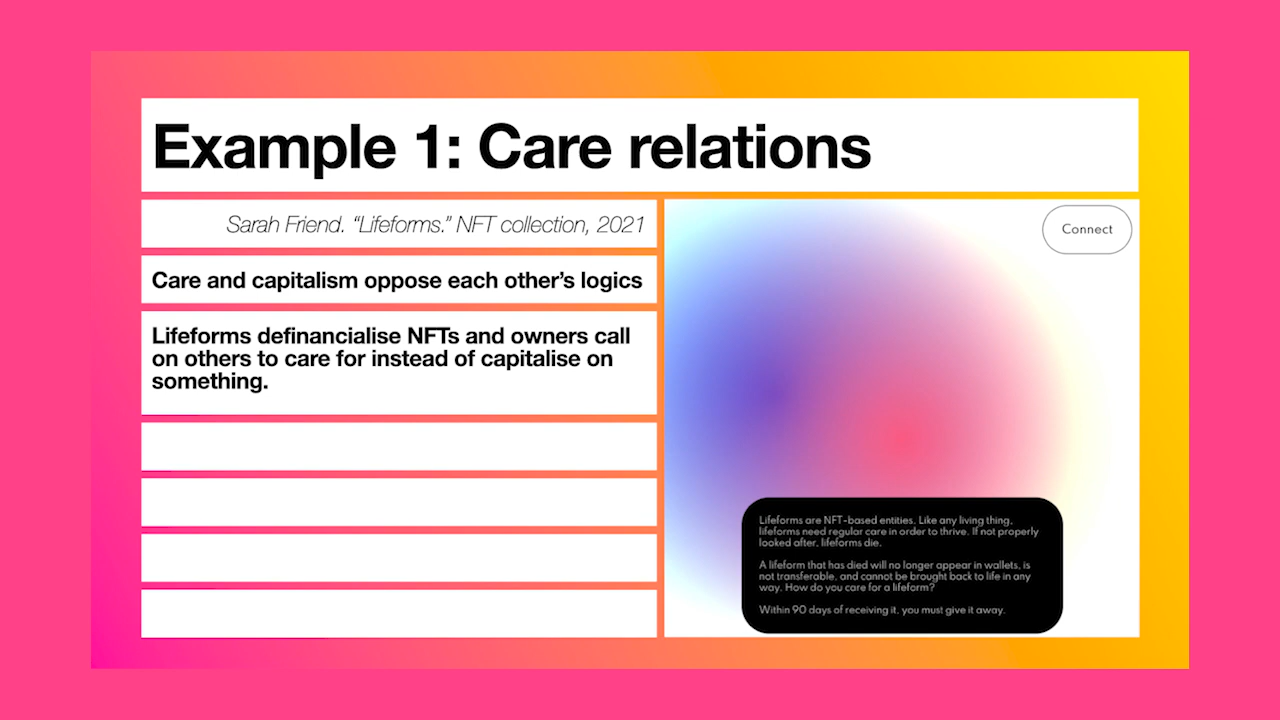 Example 1: Care relations
Sarah Friend. “Lifeforms.” NFT collection, 2021
Care and capitalism oppose each other’s logics
Lifeforms definancialise NFTs and owners call
on others to care for instead of capitalise on
something.
Connect
Lifeforms are NFT-based entities. Like any living thing,
lifeforms need regular care in order to thrive. If not properly
looked after, lifeforms die.
A lifeform that has died will no longer appear in wallets, is
not transferable, and cannot be brought back to life in any
way. How do you care for a lifeform?
Within 90 days of receiving it, you must give it away.